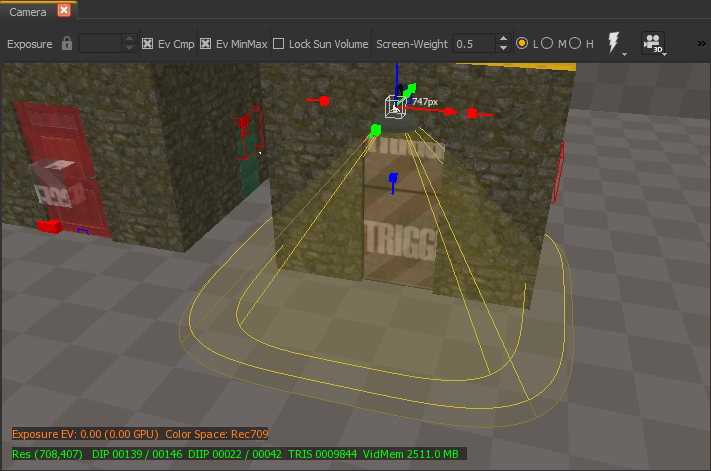 Camera
Exposure Ev Cmp Ev MinMax Lock Sun Volume Screen-Weight 0.5 L M H
3D
747px
TRIGG
Exposure EV: 0.00 (0.00 GPU) Color Space: Rec709
Res (708,407) DIP 00139 / 00146 DIIP 00022 / 00042 TRIS 0009844 VidMem 2511.0 MB